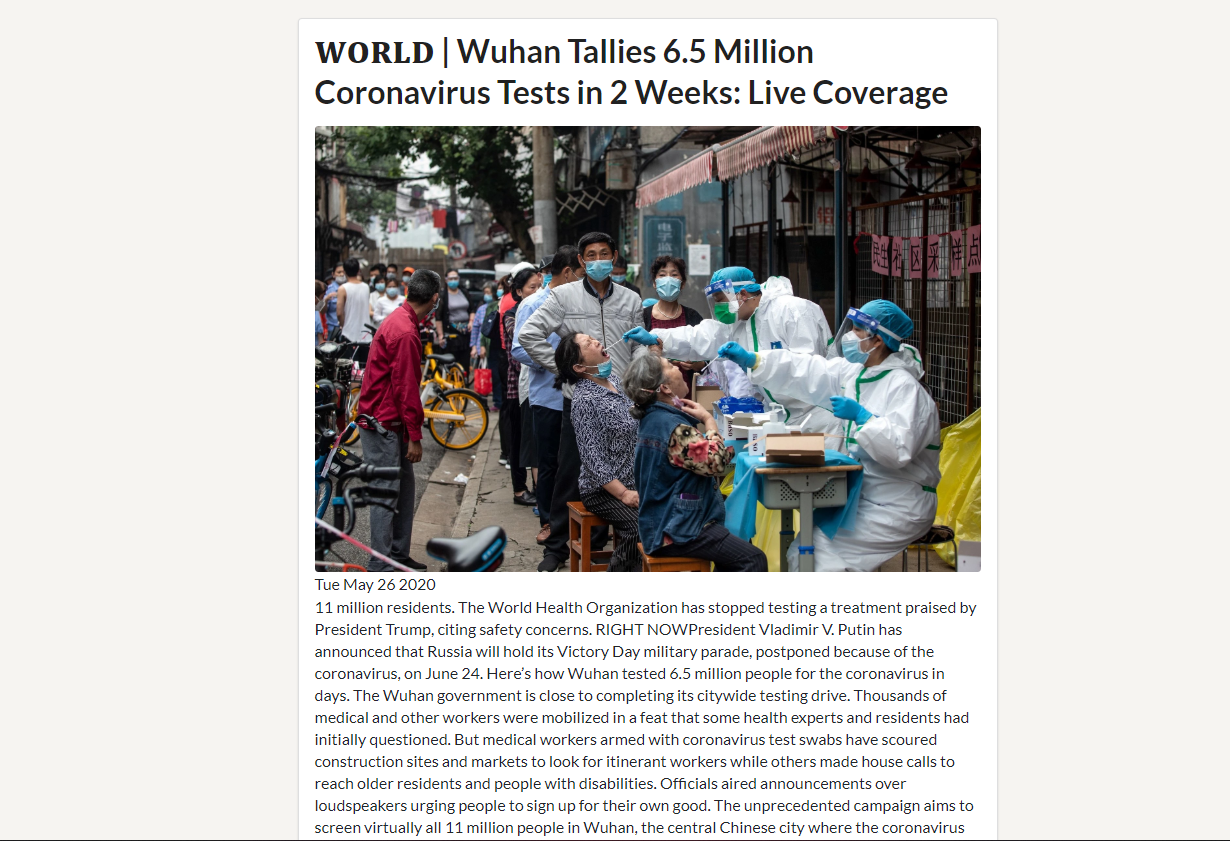 WORLD | Wuhan Tallies 6.5 Million
Coronavirus Tests in 2 Weeks: Live Coverage
民生社区采样点
Tue May 26 2020
11 million residents. The World Health Organization has stopped testing a treatment praised by
President Trump, citing safety concerns. RIGHT NOWPresident Vladimir V. Putin has
announced that Russia will hold its Victory Day military parade, postponed because of the
coronavirus, on June 24. Here’s how Wuhan tested 6.5 million people for the coronavirus in
days. The Wuhan government is close to completing its citywide testing drive. Thousands of
medical and other workers were mobilized in a feat that some health experts and residents had
initially questioned. But medical workers armed with coronavirus test swabs have scoured
construction sites and markets to look for itinerant workers while others made house calls to
reach older residents and people with disabilities. Officials aired announcements over
loudspeakers urging people to sign up for their own good. The unprecedented campaign aims to
screen virtually all 11 million people in Wuhan, the central Chinese city where the coronavirus